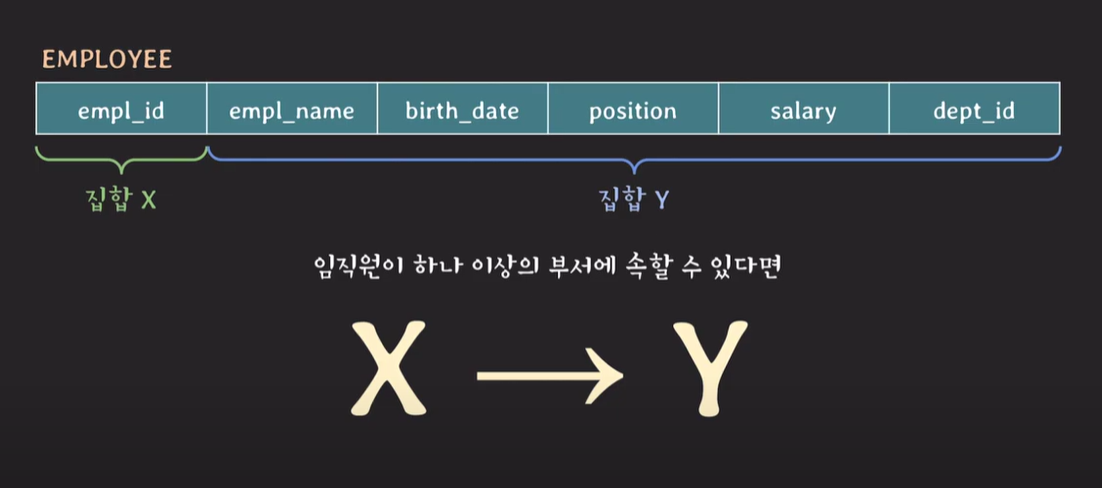 EMPLOYEE
empl_id empl_name birth_date position salary dept_id
집합 X 집합 Y
임직원이 하나 이상의 부서에 속할 수 있다면
X → Y